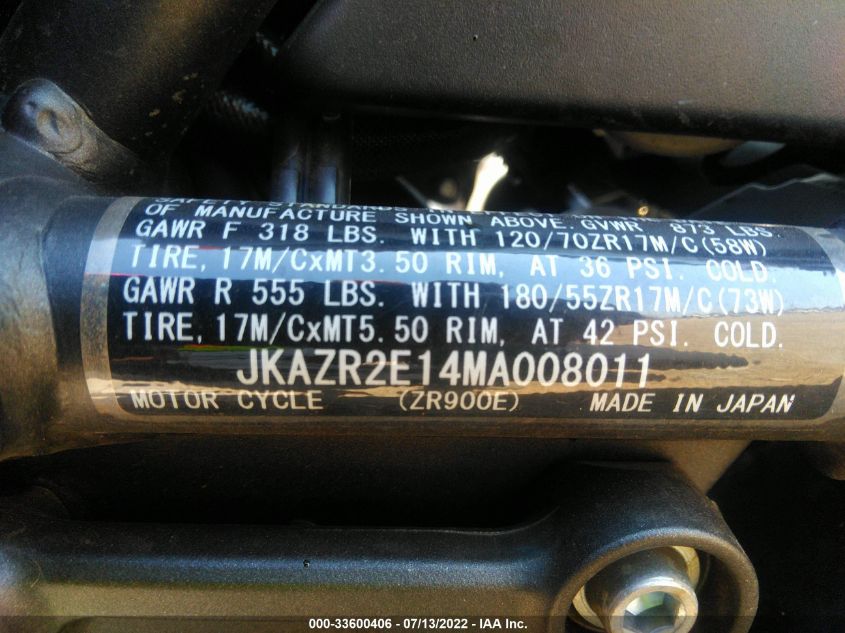 SAFETY STANDARDS
OF MANUFACTURE SHOWN ABOVE. GVWR 873 LBS.
GAWR F 318 LBS. WITH 120/70ZR17M/C(58W)
TIRE, 17M/CxMT3.50 RIM, AT 36 PSI. COLD.
GAWR R 555 LBS. WITH 180/55ZR17M/C(73W)
TIRE, 17M/CxMT5.50 RIM, AT 42 PSI. COLD.
JKAZR2E14MA008011
MOTOR CYCLE (ZR900E) MADE IN JAPAN
000-33600406 - 07/13/2022 - IAA Inc.